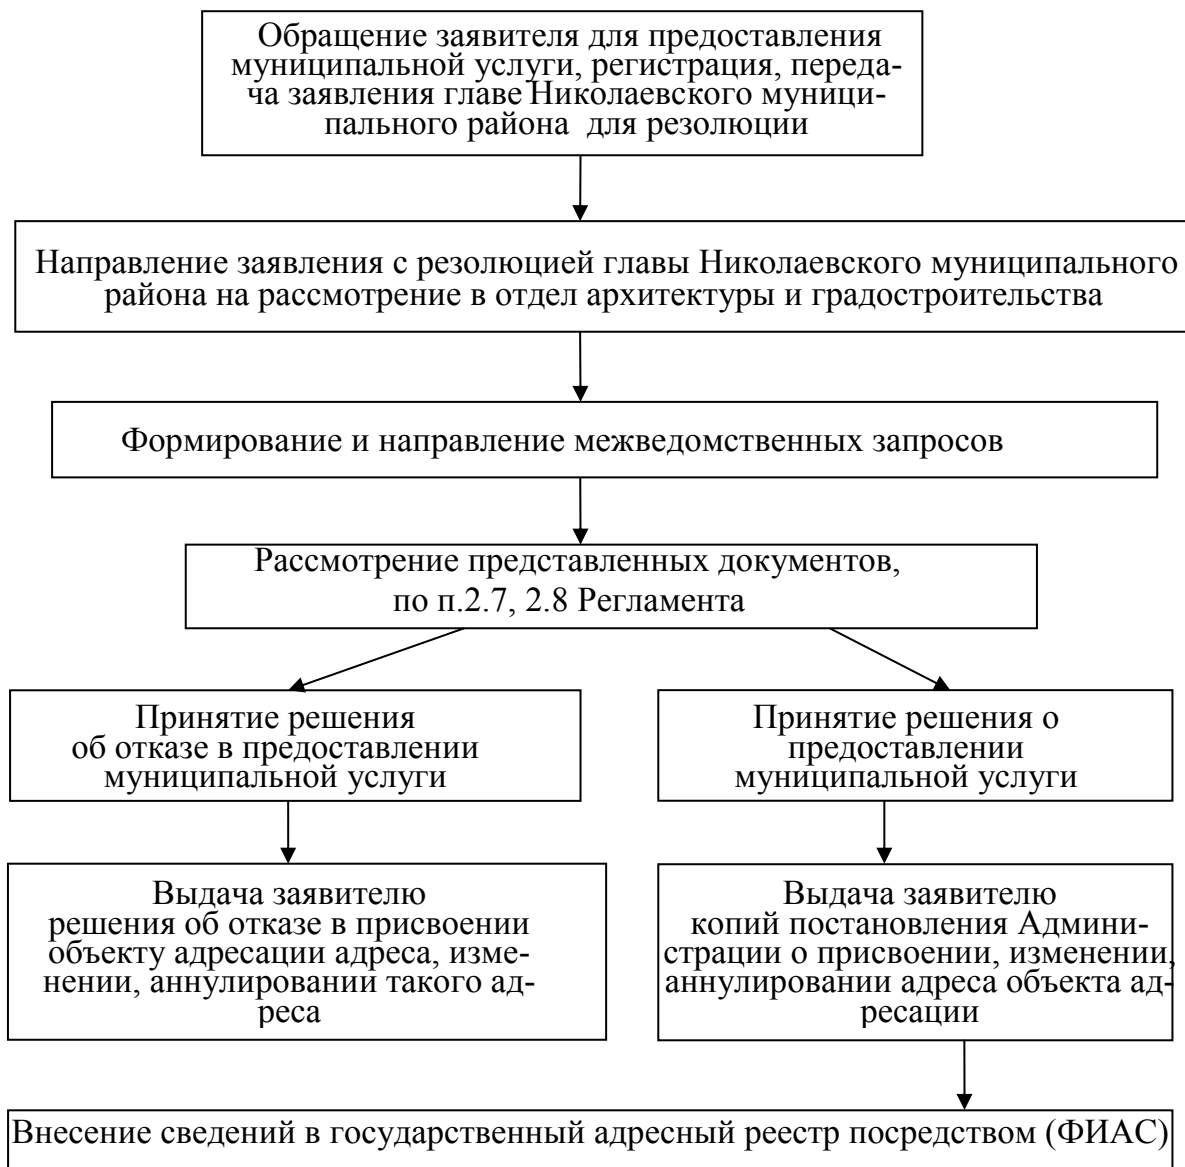 Обращение заявителя для предоставления
муниципальной услуги, регистрация, переда-
ча заявления главе Николаевского муници-
пального района для резолюции
Направление заявления с резолюцией главы Николаевского муниципального
района на рассмотрение в отдел архитектуры и градостроительства
Формирование и направление межведомственных запросов
Рассмотрение представленных документов,
по п.2.7, 2.8 Регламента
Принятие решения
об отказе в предоставлении
муниципальной услуги
Принятие решения о
предоставлении
муниципальной услуги
Выдача заявителю
решения об отказе в присвоении
объекту адресации адреса, изме-
нении, аннулировании такого ад-
реса
Выдача заявителю
копий постановления Админи-
страции о присвоении, изменении,
аннулировании адреса объекта ад-
ресации
Внесение сведений в государственный адресный реестр посредством (ФИАС)